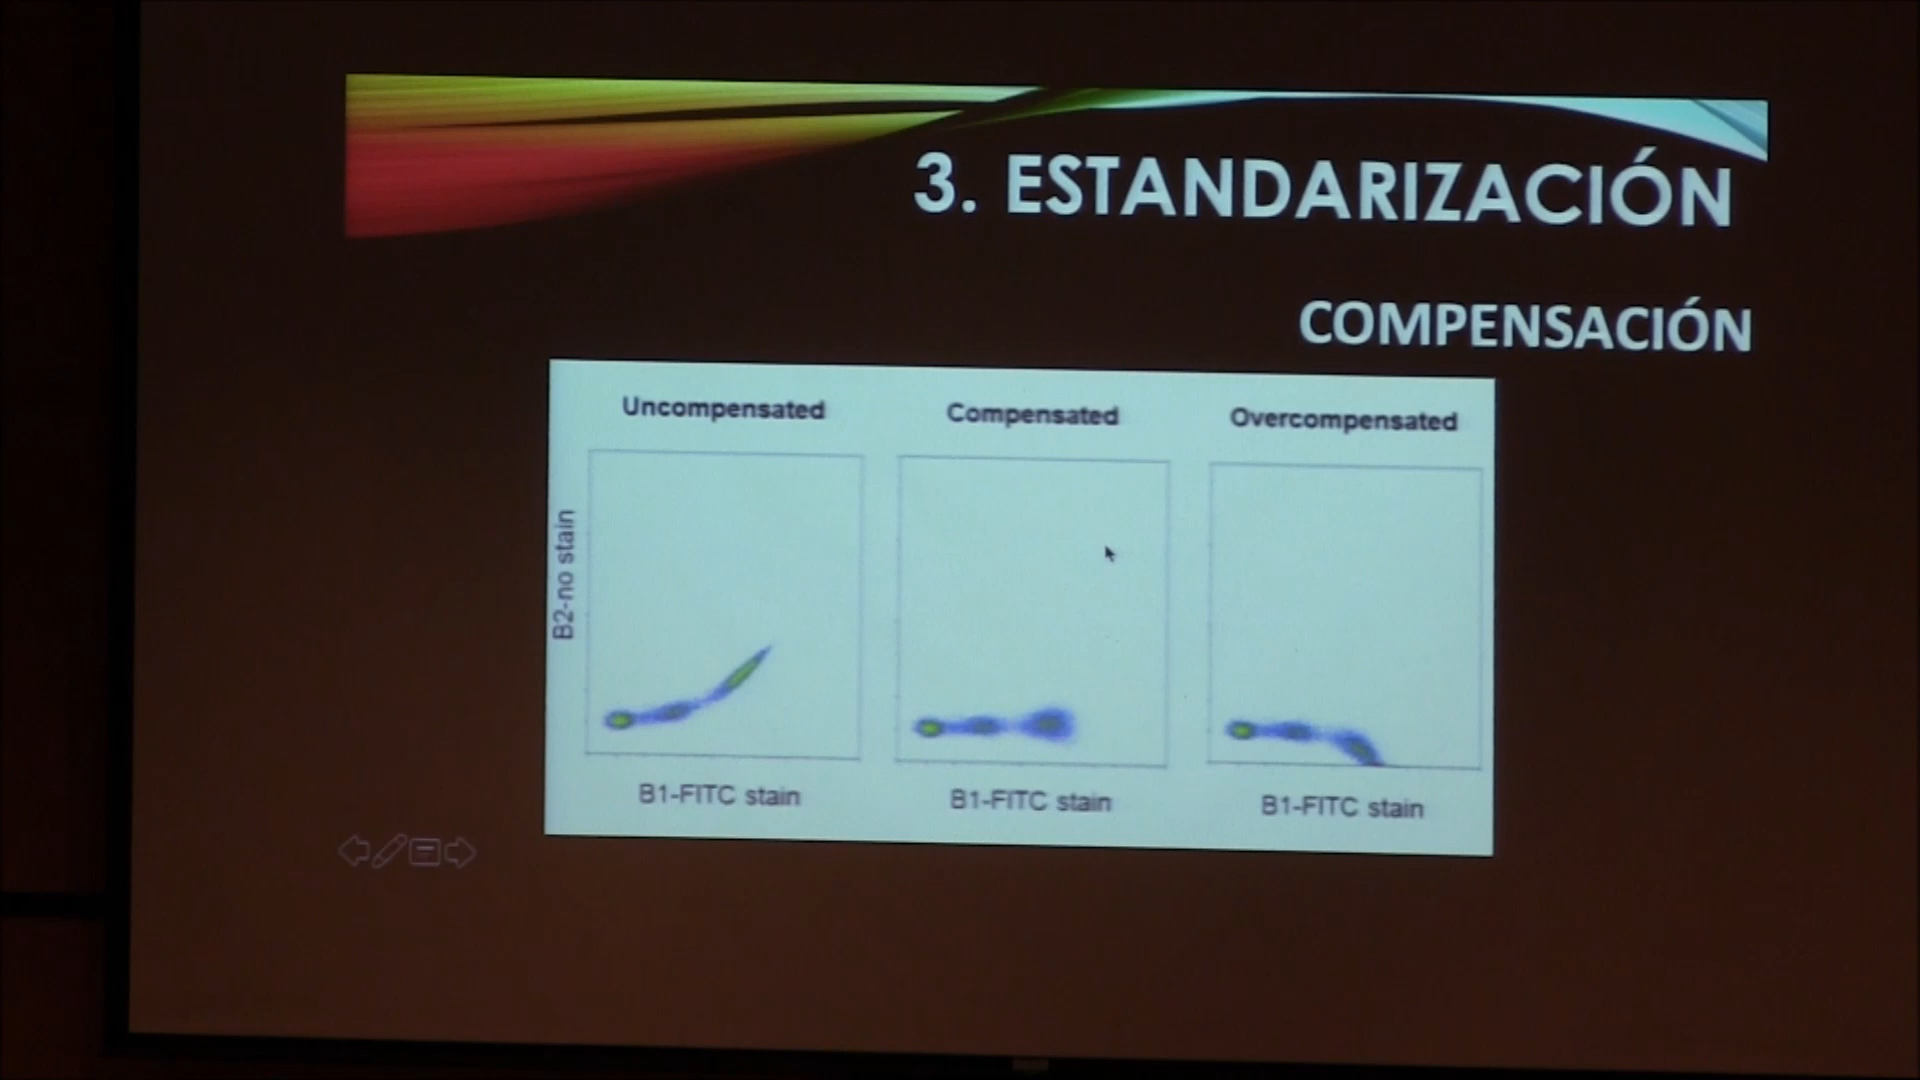 3. ESTANDARIZACIÓN
COMPENSACIÓN
Uncompensated
Compensated
Overcompensated
B2-no stain
B1-FITC stain
B1-FITC stain
B1-FITC stain